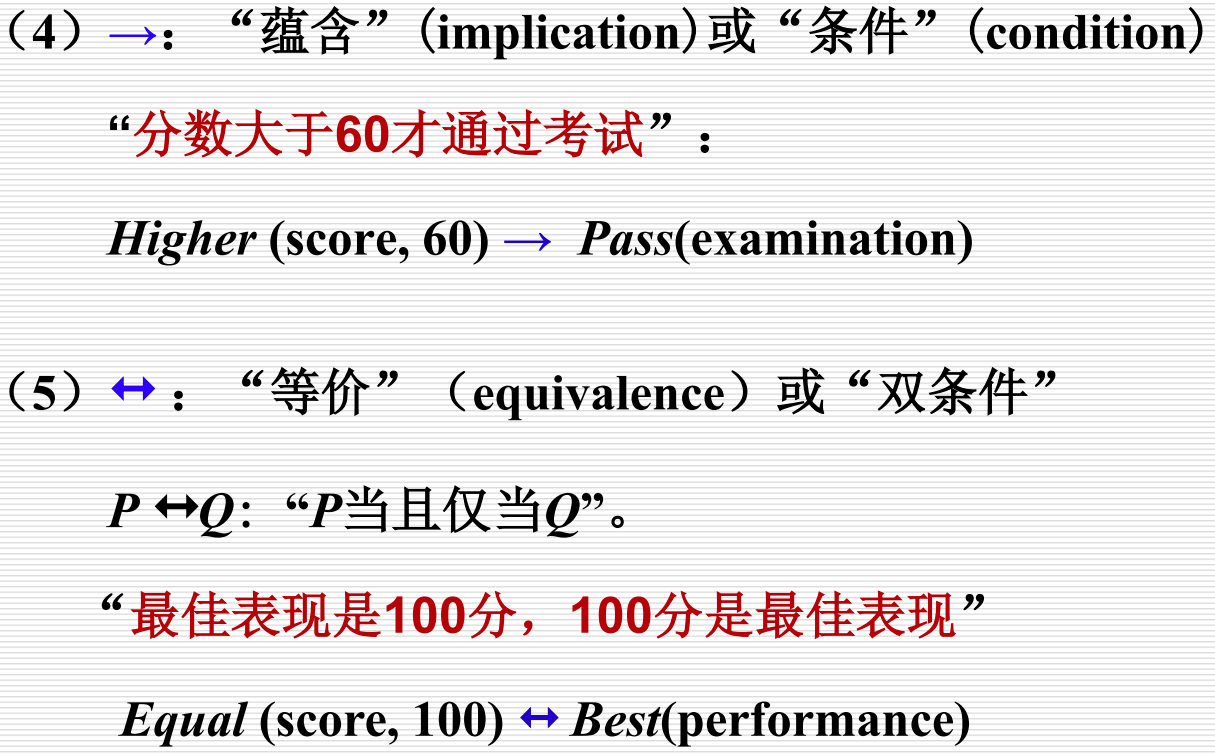 （4）→：“蕴含”(implication)或“条件”(condition)
“分数大于60才通过考试”：
Higher (score, 60) → Pass(examination)
（5）↔：“等价”（equivalence）或“双条件”
P ↔Q：“P当且仅当Q”。
“最佳表现是100分，100分是最佳表现”
Equal (score, 100) ↔ Best(performance)